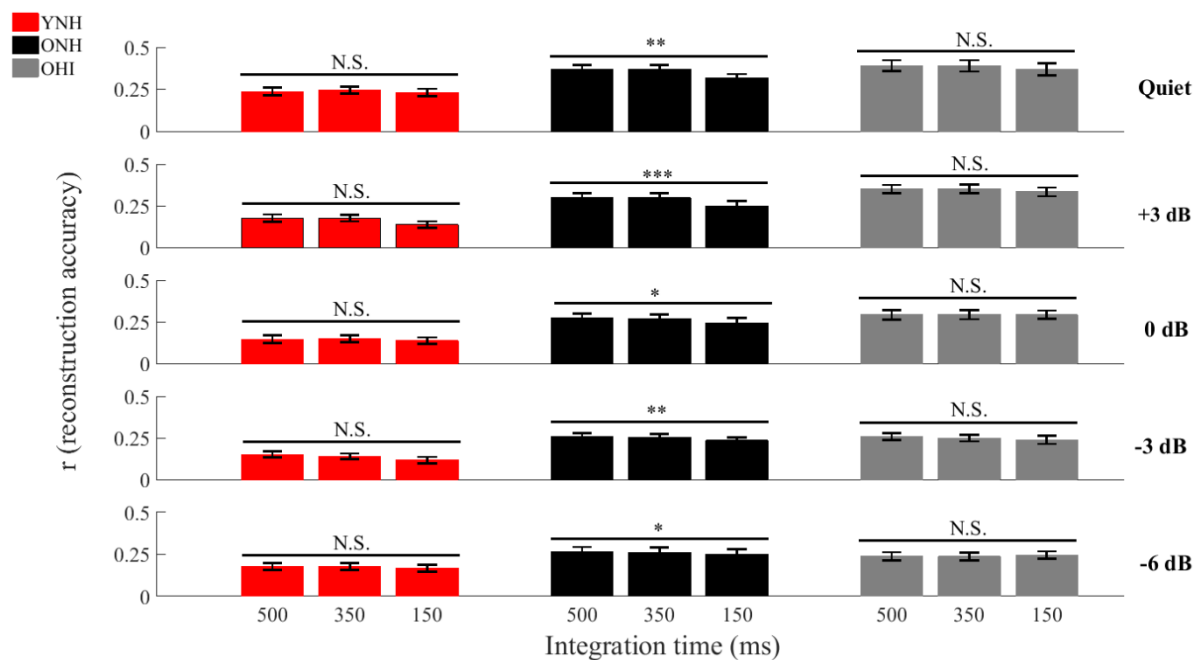 YNH
ONH
OHI
r (reconstruction accuracy)
0.5
0.25
0
N.S.
**
N.S.
Quiet
0.5
0.25
0
N.S.
***
N.S.
+3 dB
0.5
0.25
0
N.S.
*
N.S.
0 dB
0.5
0.25
0
N.S.
**
N.S.
-3 dB
0.5
0.25
0
N.S.
*
N.S.
-6 dB
500 350 150 500 350 150 500 350 150
Integration time (ms)